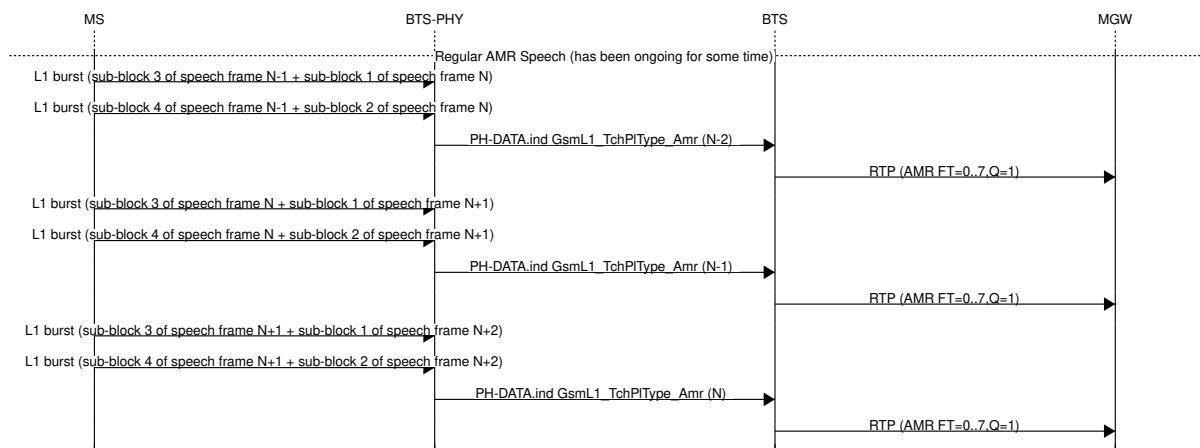 MS BTS-PHY BTS MGW
Regular AMR Speech (has been ongoing for some time)
L1 burst (sub-block 3 of speech frame N-1 + sub-block 1 of speech frame N)
L1 burst (sub-block 4 of speech frame N-1 + sub-block 2 of speech frame N)
PH-DATA.ind GsmL1_TchPlType_Amr (N-2)
RTP (AMR FT=0..7,Q=1)
L1 burst (sub-block 3 of speech frame N + sub-block 1 of speech frame N+1)
L1 burst (sub-block 4 of speech frame N + sub-block 2 of speech frame N+1)
PH-DATA.ind GsmL1_TchPlType_Amr (N-1)
RTP (AMR FT=0..7,Q=1)
L1 burst (sub-block 3 of speech frame N+1 + sub-block 1 of speech frame N+2)
L1 burst (sub-block 4 of speech frame N+1 + sub-block 2 of speech frame N+2)
PH-DATA.ind GsmL1_TchPlType_Amr (N)
RTP (AMR FT=0..7,Q=1)